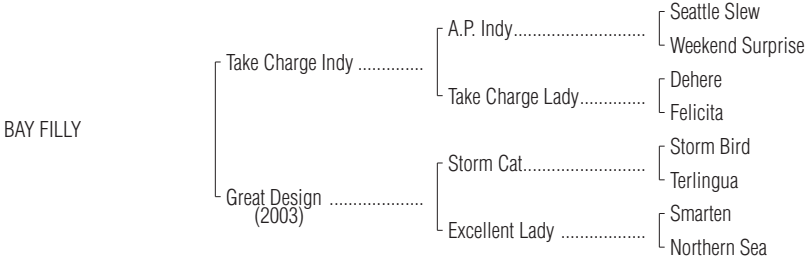 Seattle Slew
A.P. Indy............................
Weekend Surprise
Take Charge Indy ..............
Dehere
Take Charge Lady..............
Felicita
BAY FILLY
Storm Bird
Storm Cat..........................
Terlingua
Great Design ....................
(2003)
Smarten
Excellent Lady ..................
Northern Sea